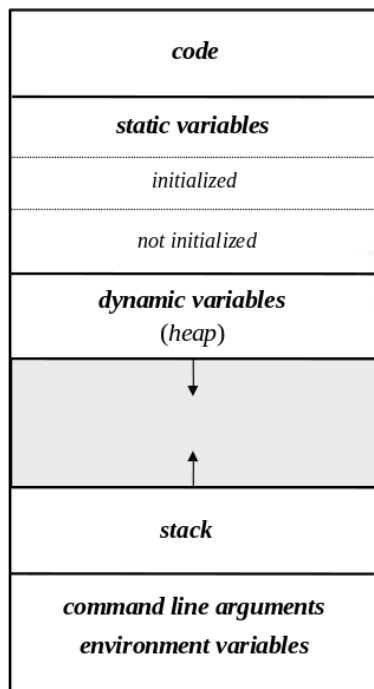 code
static variables
initialized
not initialized
dynamic variables
(heap)
stack
command line arguments
environment variables